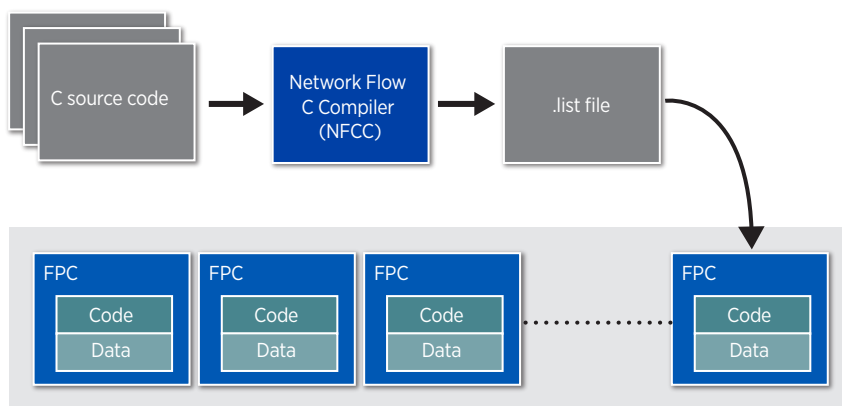 C source code
Network Flow
C Compiler
(NFCC)
.list file
FPC
Code
Data
FPC
Code
Data
FPC
Code
Data
FPC
Code
Data